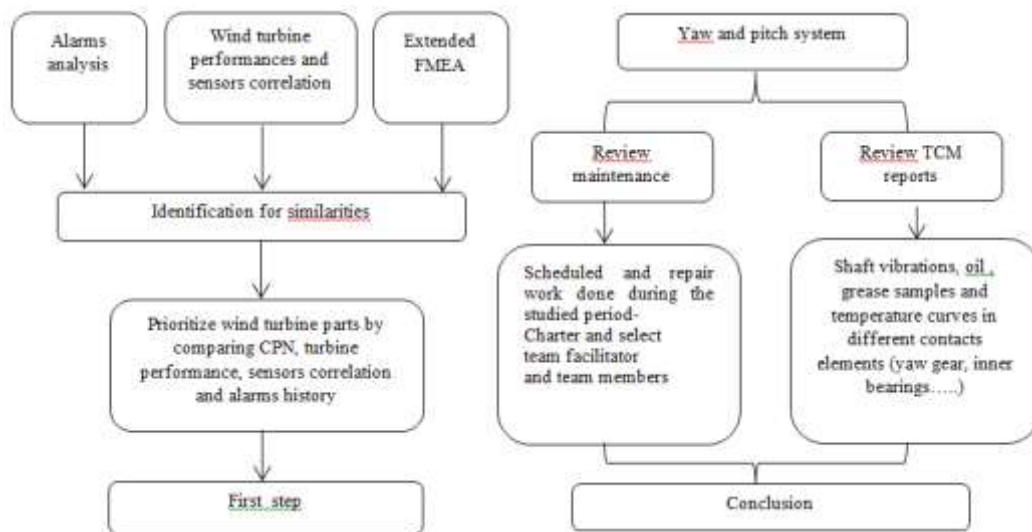 Alarms
analysis
Wind turbine
performances and
sensors correlation
Extended
FMEA
Identification for similarities
Prioritize wind turbine parts by
comparing CPN, turbine
performance, sensors correlation
and alarms history
First step
Yaw and pitch system
Review
maintenance
Review TCM
reports
Scheduled and repair
work done during the
studied period-
Charter and select
team facilitator
and team members
Shaft vibrations, oil ,
grease samples and
temperature curves in
different contacts
elements (yaw gear, inner
bearings…..)
Conclusion